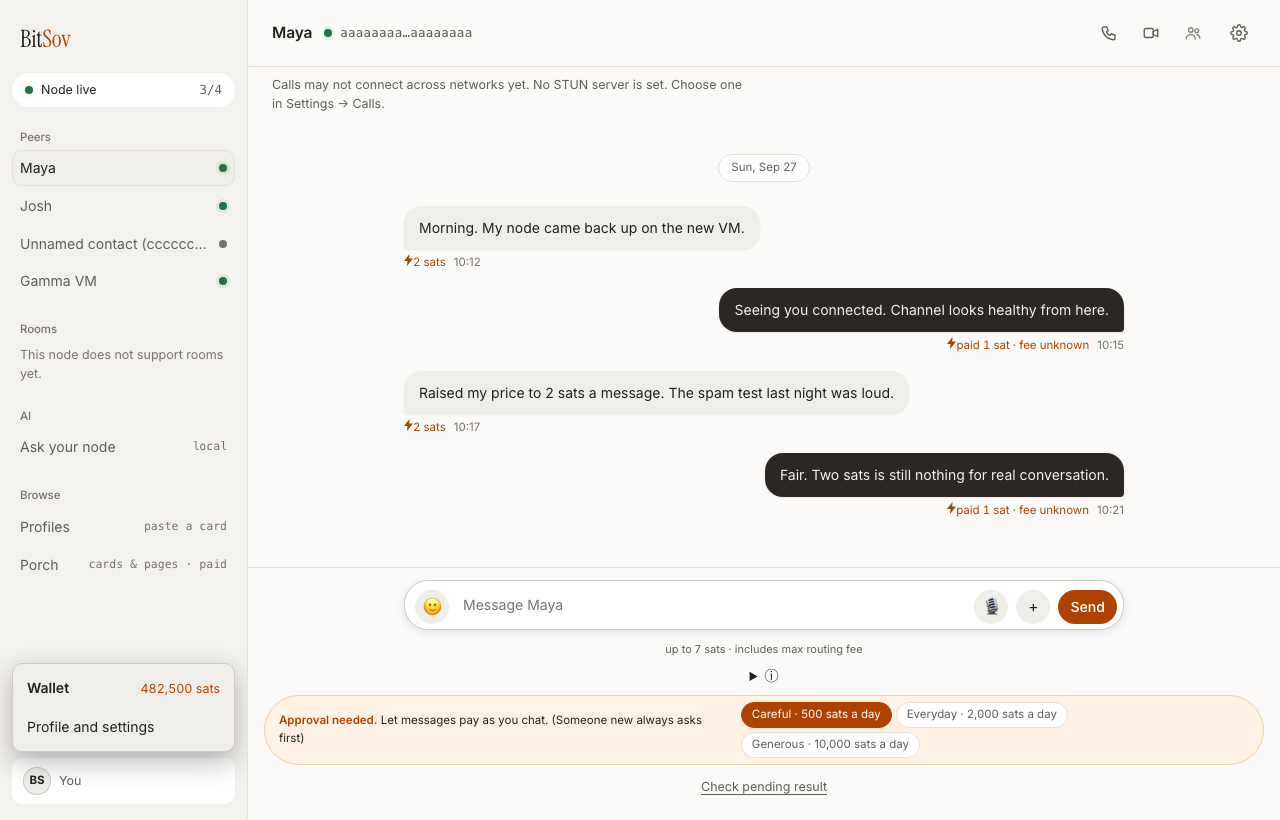 BitSov
Node live 3/4
Peers
Maya
Josh
Unnamed contact (cccccc...
Gamma VM
Rooms
This node does not support rooms
yet.
AI
Ask your node local
Browse
Profiles paste a card
Porch cards & pages · paid
Wallet 482,500 sats
Profile and settings
BS You
Maya aaaaaaaa…aaaaaaaa
Calls may not connect across networks yet. No STUN server is set. Choose one
in Settings → Calls.
Sun, Sep 27
Morning. My node came back up on the new VM.
2 sats 10:12
Seeing you connected. Channel looks healthy from here.
paid 1 sat · fee unknown 10:15
Raised my price to 2 sats a message. The spam test last night was loud.
2 sats 10:17
Fair. Two sats is still nothing for real conversation.
paid 1 sat · fee unknown 10:21
Message Maya + Send
up to 7 sats · includes max routing fee
▶ ⓘ
Approval needed. Let messages pay as you chat. (Someone new always asks
first)
Careful · 500 sats a day Everyday · 2,000 sats a day
Generous · 10,000 sats a day
Check pending result